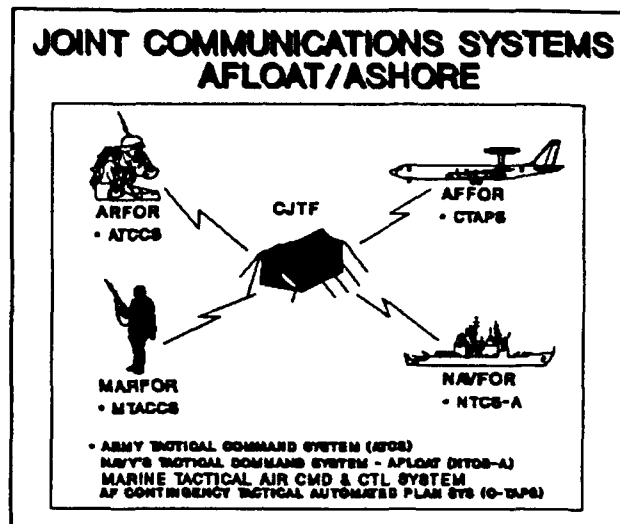 JOINT COMMUNICATIONS SYSTEMS
AFLOAT/ASHORE
ARFOR
• ATCCS
CJTF
AFFOR
• CTAPS
MARFOR
• MTACCS
NAVFOR
• NTCS-A
• ARMY TACTICAL COMMAND SYSTEM (ATCS)
NAVY'S TACTICAL COMMAND SYSTEM - AFLOAT (NTCS-A)
MARINE TACTICAL AIR CMD & CTL SYSTEM
AF CONTINGENCY TACTICAL AUTOMATED PLAN SYS (C-TAPS)